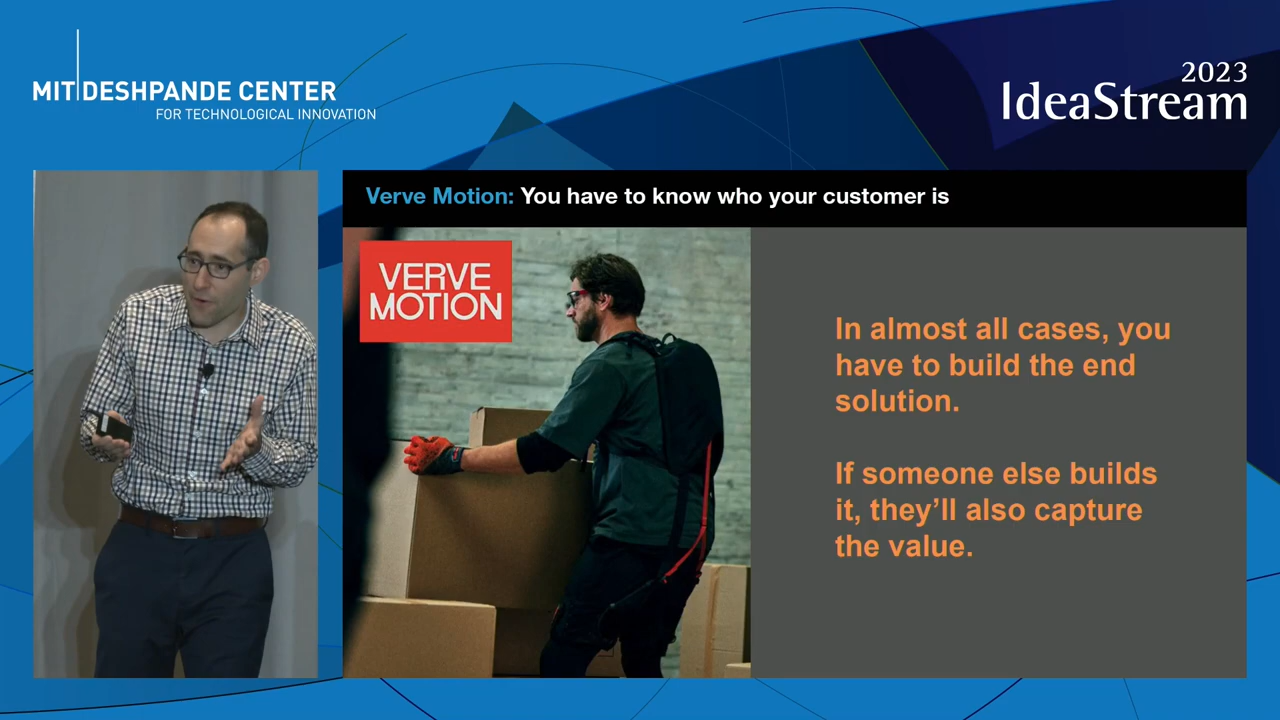 MIT DESHPANDE CENTER
FOR TECHNOLOGICAL INNOVATION
2023
IdeaStream
Verve Motion: You have to know who your customer is
VERVE
MOTION
In almost all cases, you
have to build the end
solution.
If someone else builds
it, they’ll also capture
the value.